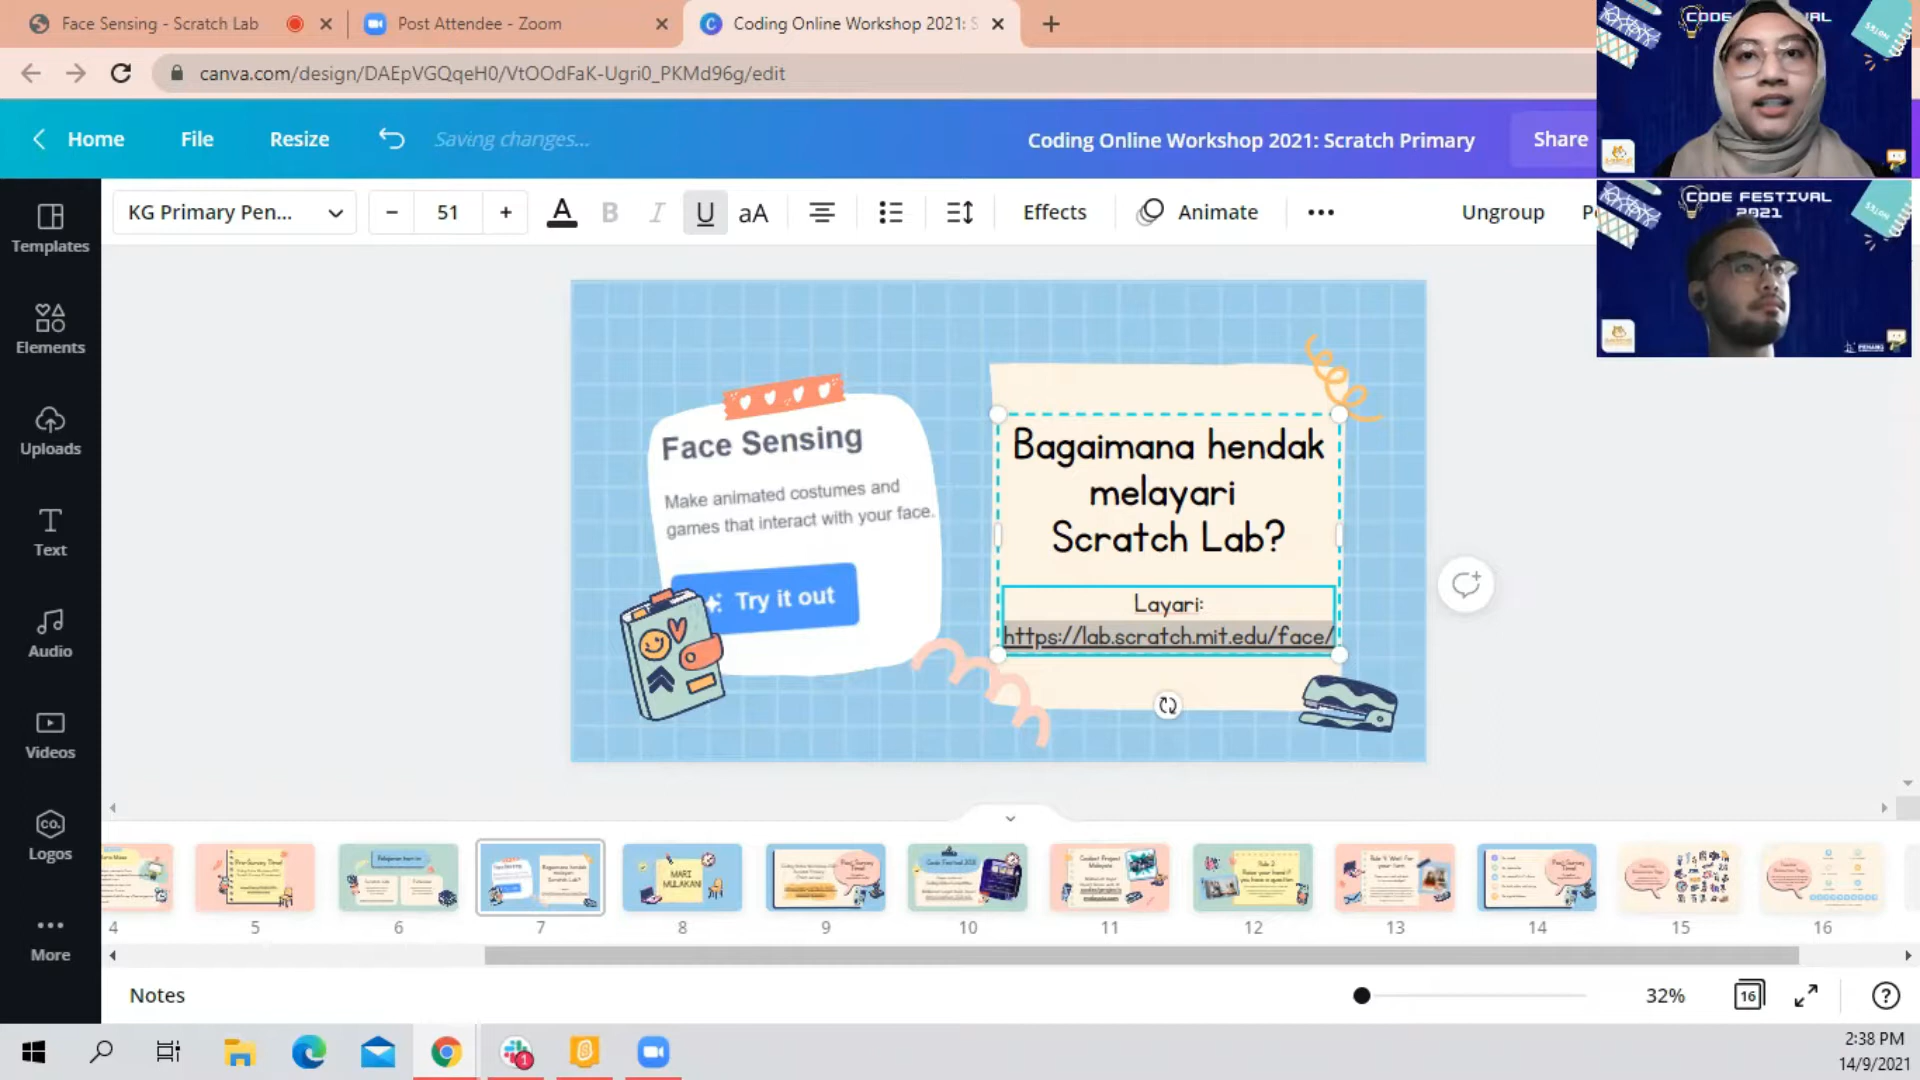 Face Sensing - Scratch Lab
Post Attendee - Zoom
Coding Online Workshop 2021: S
canva.com/design/DAEpVGQqeH0/VtOOdFaK-Ugri0_PKMd96g/edit
Home
File
Resize
Saving changes...
Coding Online Workshop 2021: Scratch Primary
Share
KG Primary Pen...
51
A
B
I
U
aA
Effects
Animate
Ungroup
Templates
Elements
Uploads
Text
Audio
Videos
CO.
Logos
More
Face Sensing
Make animated costumes and
games that interact with your face.
Try it out
Bagaimana hendak
melayari
Scratch Lab?
Layari:
https://lab.scratch.mit.edu/face/
NOTES
CODE FESTIVAL
2021
MARI
MULAKAN
4
5
6
7
8
9
10
11
12
13
14
15
16
Notes
32%
16
1
2:38 PM
14/9/2021